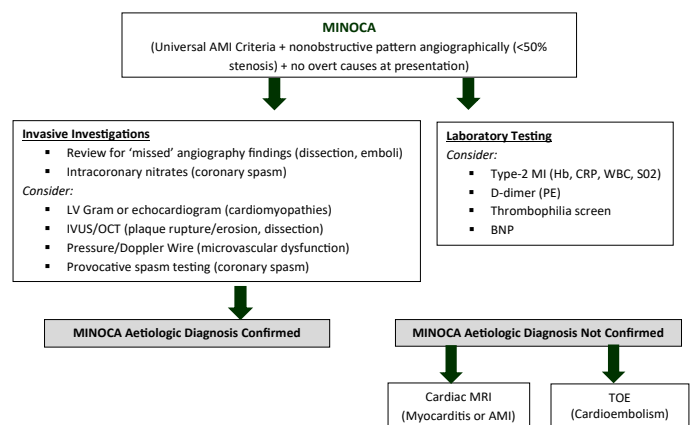 MINOCA
(Universal AMI Criteria + nonobstructive pattern angiographically (<50%
stenosis) + no overt causes at presentation)
Invasive Investigations
▪ Review for ‘missed’ angiography findings (dissection, emboli)
▪ Intracoronary nitrates (coronary spasm)
Consider:
▪ LV Gram or echocardiogram (cardiomyopathies)
▪ IVUS/OCT (plaque rupture/erosion, dissection)
▪ Pressure/Doppler Wire (microvascular dysfunction)
▪ Provocative spasm testing (coronary spasm)
Laboratory Testing
Consider:
▪ Type-2 MI (Hb, CRP, WBC, S02)
▪ D-dimer (PE)
▪ Thrombophilia screen
▪ BNP
MINOCA Aetiologic Diagnosis Confirmed
MINOCA Aetiologic Diagnosis Not Confirmed
Cardiac MRI
(Myocarditis or AMI)
TOE
(Cardioembolism)